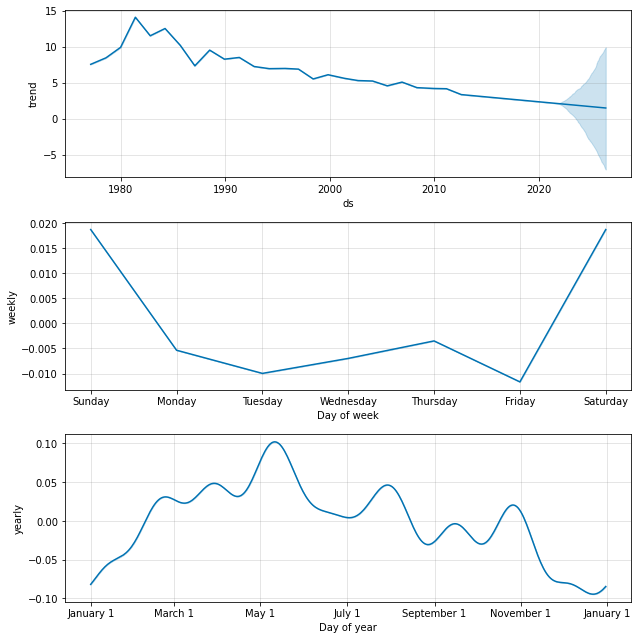 15
10
5
0
−5
trend
1980
1990
2000
2010
2020
ds
0.020
0.015
0.010
0.005
0.000
−0.005
−0.010
weekly
Sunday
Monday
Tuesday
Wednesday
Thursday
Friday
Saturday
Day of week
0.10
0.05
0.00
−0.05
−0.10
yearly
January 1
March 1
May 1
July 1
September 1
November 1
January 1
Day of year